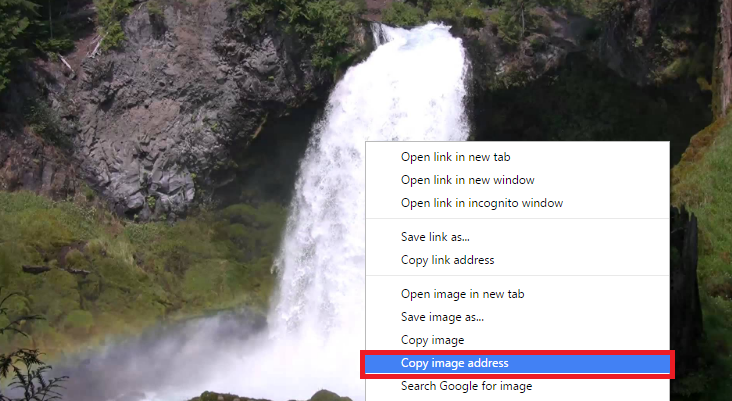 Open link in new tab
Open link in new window
Open link in incognito window
Save link as...
Copy link address
Open image in new tab
Save image as...
Copy image
Copy image address
Search Google for image